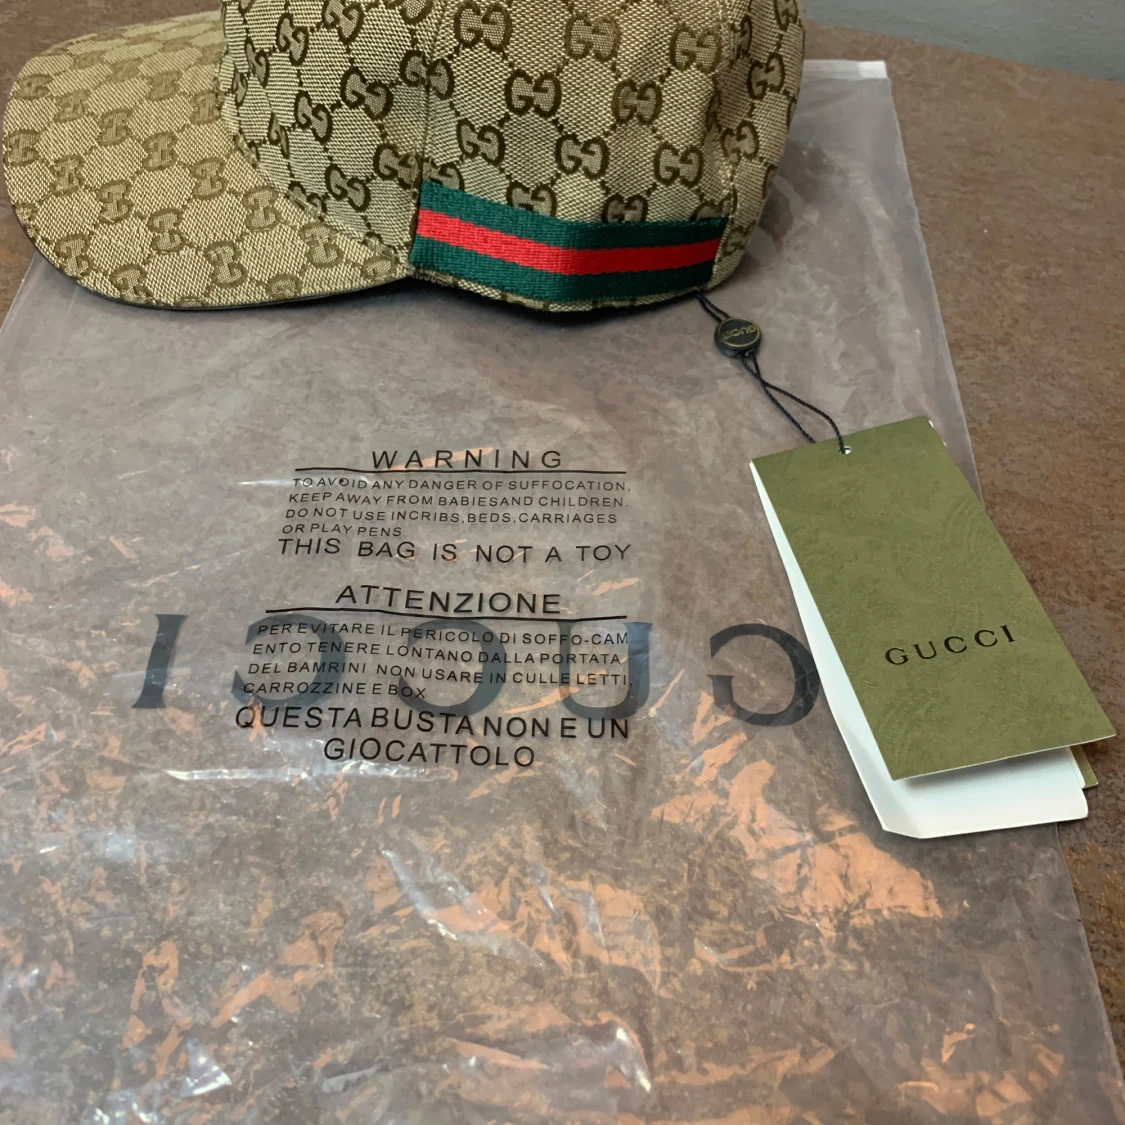 GUCCI
WARNING
TO AVOID ANY DANGER OF SUFFOCATION,
KEEP AWAY FROM BABIESAND CHILDREN.
DO NOT USE INCRIBS,BEDS,CARRIAGES
OR PLAY PENS
THIS BAG IS NOT A TOY
ATTENZIONE
PER EVITARE IL PERICOLO DI SOFFO-CAM
ENTO TENERE LONTANO DALLA PORTATA
DEL BAMRINI NON USARE IN CULLE LETTI,
CARROZZINE E BOX
QUESTA BUSTA NON E UN
GIOCATTOLO
GUCCI
GUCCI